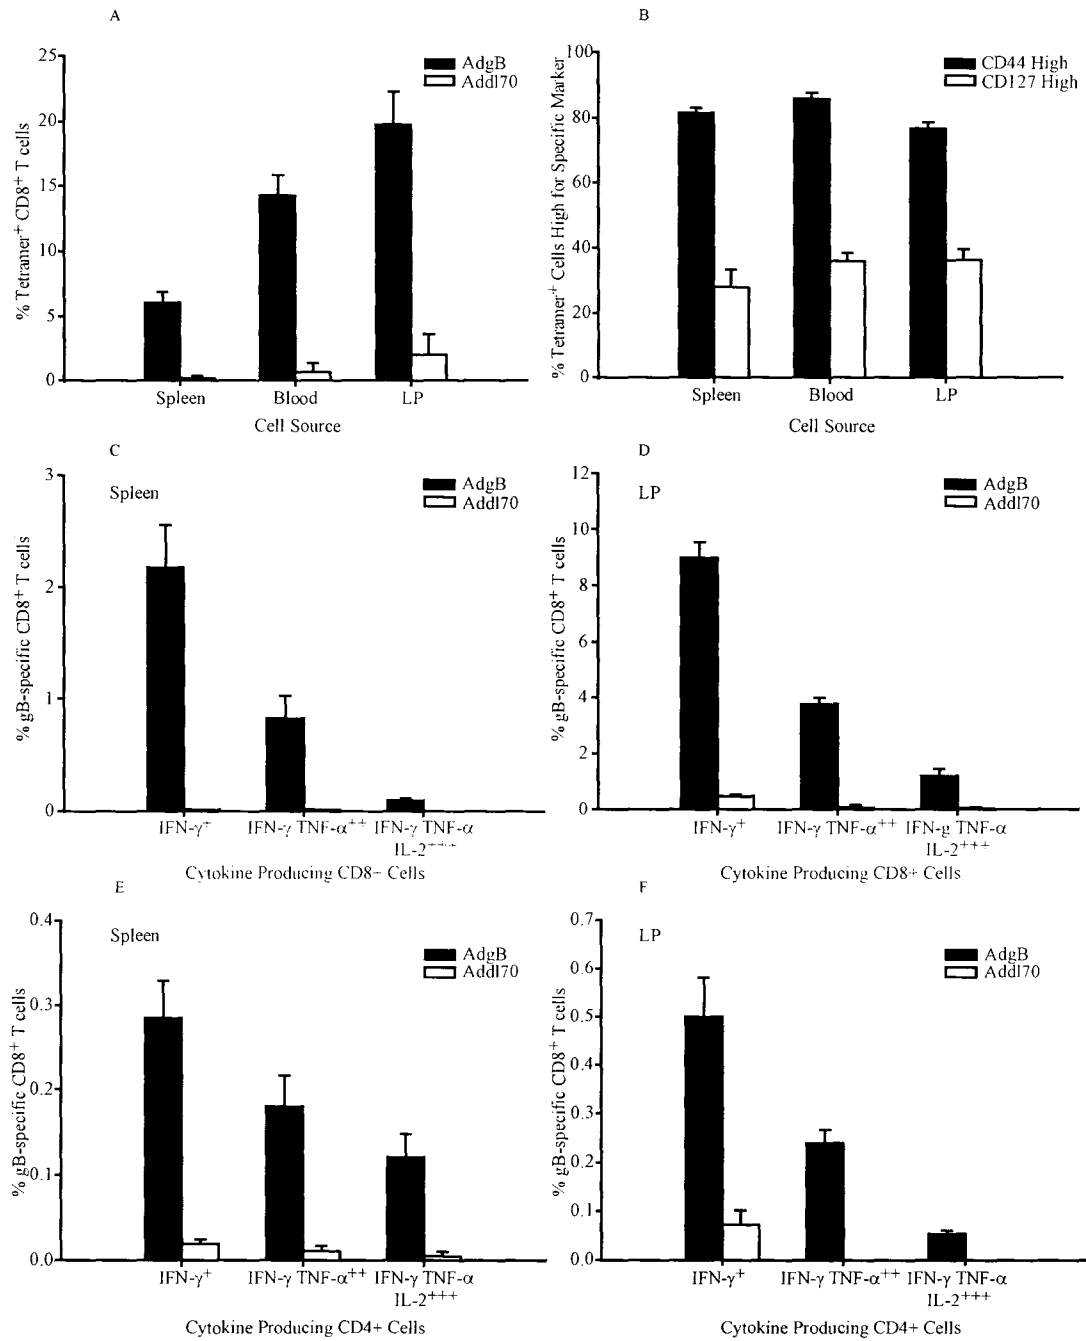 A
AdgB
Addl70
25
20
15
10
5
0
% Tetramer+ CD8+ T cells
Spleen Blood LP
Cell Source
B
CD44 High
CD127 High
100
80
60
40
20
0
% Tetramer+ Cells High for Specific Marker
Spleen Blood LP
Cell Source
C
Spleen
AdgB
Addl70
3
2
1
0
% gB-specific CD8+ T cells
IFN-γ+ IFN-γ TNF-α++ IFN-γ TNF-α
IL-2+++
Cytokine Producing CD8+ Cells
D
LP
AdgB
Addl70
12
10
8
6
4
2
0
% gB-specific CD8+ T cells
IFN-γ+ IFN-γ TNF-α++ IFN-g TNF-α
IL-2+++
Cytokine Producing CD8+ Cells
E
Spleen
AdgB
Addl70
0.4
0.3
0.2
0.1
0.0
% gB-specific CD8+ T cells
IFN-γ+ IFN-γ TNF-α++ IFN-γ TNF-α
IL-2+++
Cytokine Producing CD4+ Cells
F
LP
AdgB
Addl70
0.7
0.6
0.5
0.4
0.3
0.2
0.1
0.0
% gB-specific CD8+ T cells
IFN-γ+ IFN-γ TNF-α++ IFN-γ TNF-α
IL-2+++
Cytokine Producing CD4+ Cells